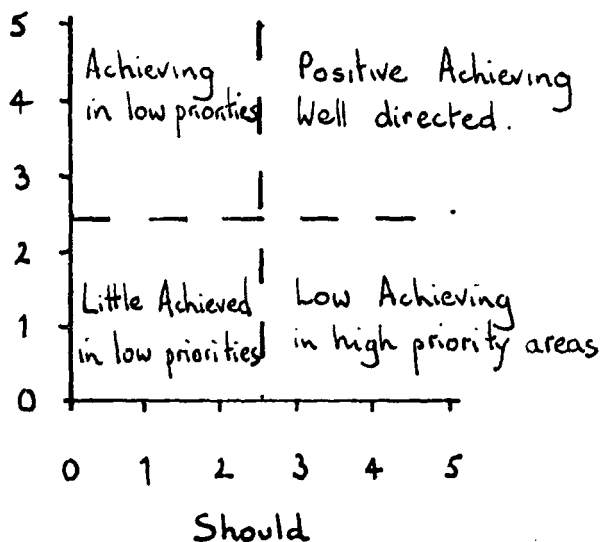 5
Achieving
in low priorities
Positive Achieving
Well directed.
4
3
2
Little Achieved
in low priorities
Low Achieving
in high priority areas
1
0
0 1 2 3 4 5
Should